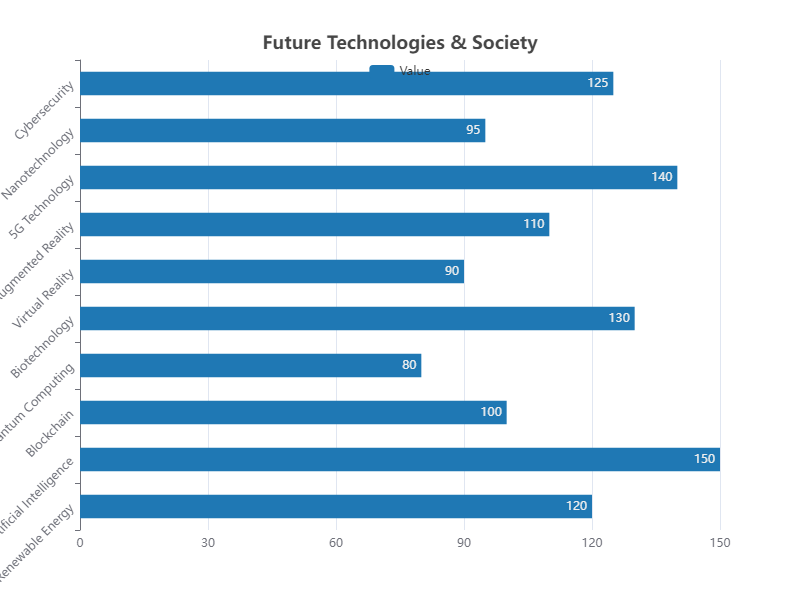 Future Technologies & Society
Value
Cybersecurity 125
Nanotechnology 95
5G Technology 140
ugmented Reality 110
Virtual Reality 90
Biotechnology 130
antum Computing 80
Blockchain 100
ificial Intelligence 150
Renewable Energy 120
0 30 60 90 120 150